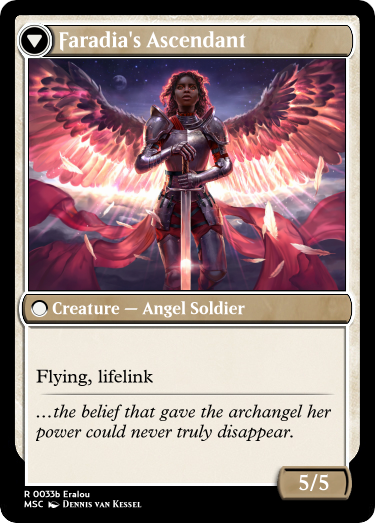 Faradia's Ascendant
Creature — Angel Soldier
Flying, lifelink
…the belief that gave the archangel her
power could never truly disappear.
5/5
R 0033b Eralou
MSC Dennis van Kessel